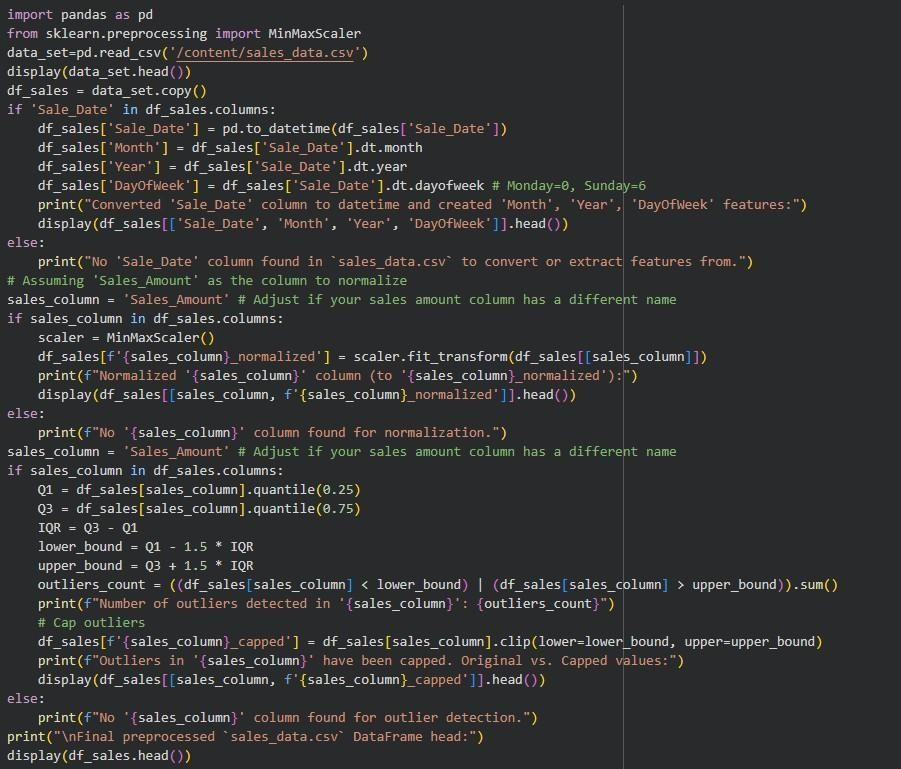 import pandas as pd
from sklearn.preprocessing import MinMaxScaler
data_set=pd.read_csv('/content/sales_data.csv')
display(data_set.head())
df_sales = data_set.copy()
if 'Sale_Date' in df_sales.columns:
    df_sales['Sale_Date'] = pd.to_datetime(df_sales['Sale_Date'])
    df_sales['Month'] = df_sales['Sale_Date'].dt.month
    df_sales['Year'] = df_sales['Sale_Date'].dt.year
    df_sales['DayOfWeek'] = df_sales['Sale_Date'].dt.dayofweek # Monday=0, Sunday=6
    print("Converted 'Sale_Date' column to datetime and created 'Month', 'Year', 'DayOfWeek' features:")
    display(df_sales[['Sale_Date', 'Month', 'Year', 'DayOfWeek']].head())
else:
    print("No 'Sale_Date' column found in `sales_data.csv` to convert or extract features from.")
# Assuming 'Sales_Amount' as the column to normalize
sales_column = 'Sales_Amount' # Adjust if your sales amount column has a different name
if sales_column in df_sales.columns:
    scaler = MinMaxScaler()
    df_sales[f'{sales_column}_normalized'] = scaler.fit_transform(df_sales[[sales_column]])
    print(f"Normalized '{sales_column}' column (to '{sales_column}_normalized'):")
    display(df_sales[[sales_column, f'{sales_column}_normalized']].head())
else:
    print(f"No '{sales_column}' column found for normalization.")
sales_column = 'Sales_Amount' # Adjust if your sales amount column has a different name
if sales_column in df_sales.columns:
    Q1 = df_sales[sales_column].quantile(0.25)
    Q3 = df_sales[sales_column].quantile(0.75)
    IQR = Q3 - Q1
    lower_bound = Q1 - 1.5 * IQR
    upper_bound = Q3 + 1.5 * IQR
    outliers_count = ((df_sales[sales_column] < lower_bound) | (df_sales[sales_column] > upper_bound)).sum()
    print(f"Number of outliers detected in '{sales_column}': {outliers_count}")
    # Cap outliers
    df_sales[f'{sales_column}_capped'] = df_sales[sales_column].clip(lower=lower_bound, upper=upper_bound)
    print(f"Outliers in '{sales_column}' have been capped. Original vs. Capped values:")
    display(df_sales[[sales_column, f'{sales_column}_capped']].head())
else:
    print(f"No '{sales_column}' column found for outlier detection.")
print("\nFinal preprocessed `sales_data.csv` DataFrame head:")
display(df_sales.head())